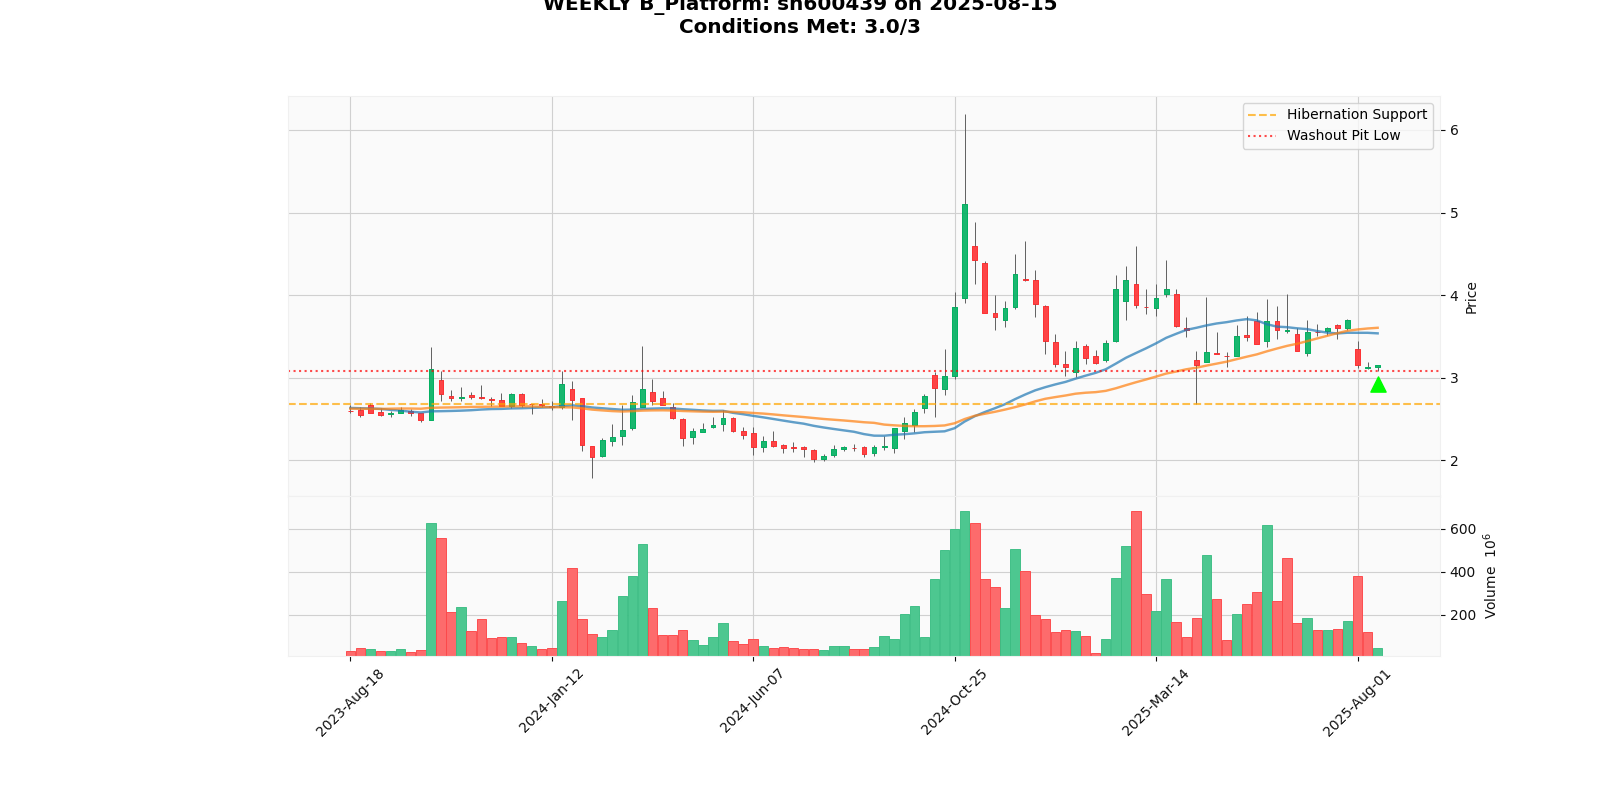 WEEKLY B_Platform: sh600439 on 2025-08-15
Conditions Met: 3.0/3
Hibernation Support
Washout Pit Low
6
5
4
3
2
Price
600
400
200
Volume 10^6
2023-Aug-18
2024-Jan-12
2024-Jun-07
2024-Oct-25
2025-Mar-14
2025-Aug-01